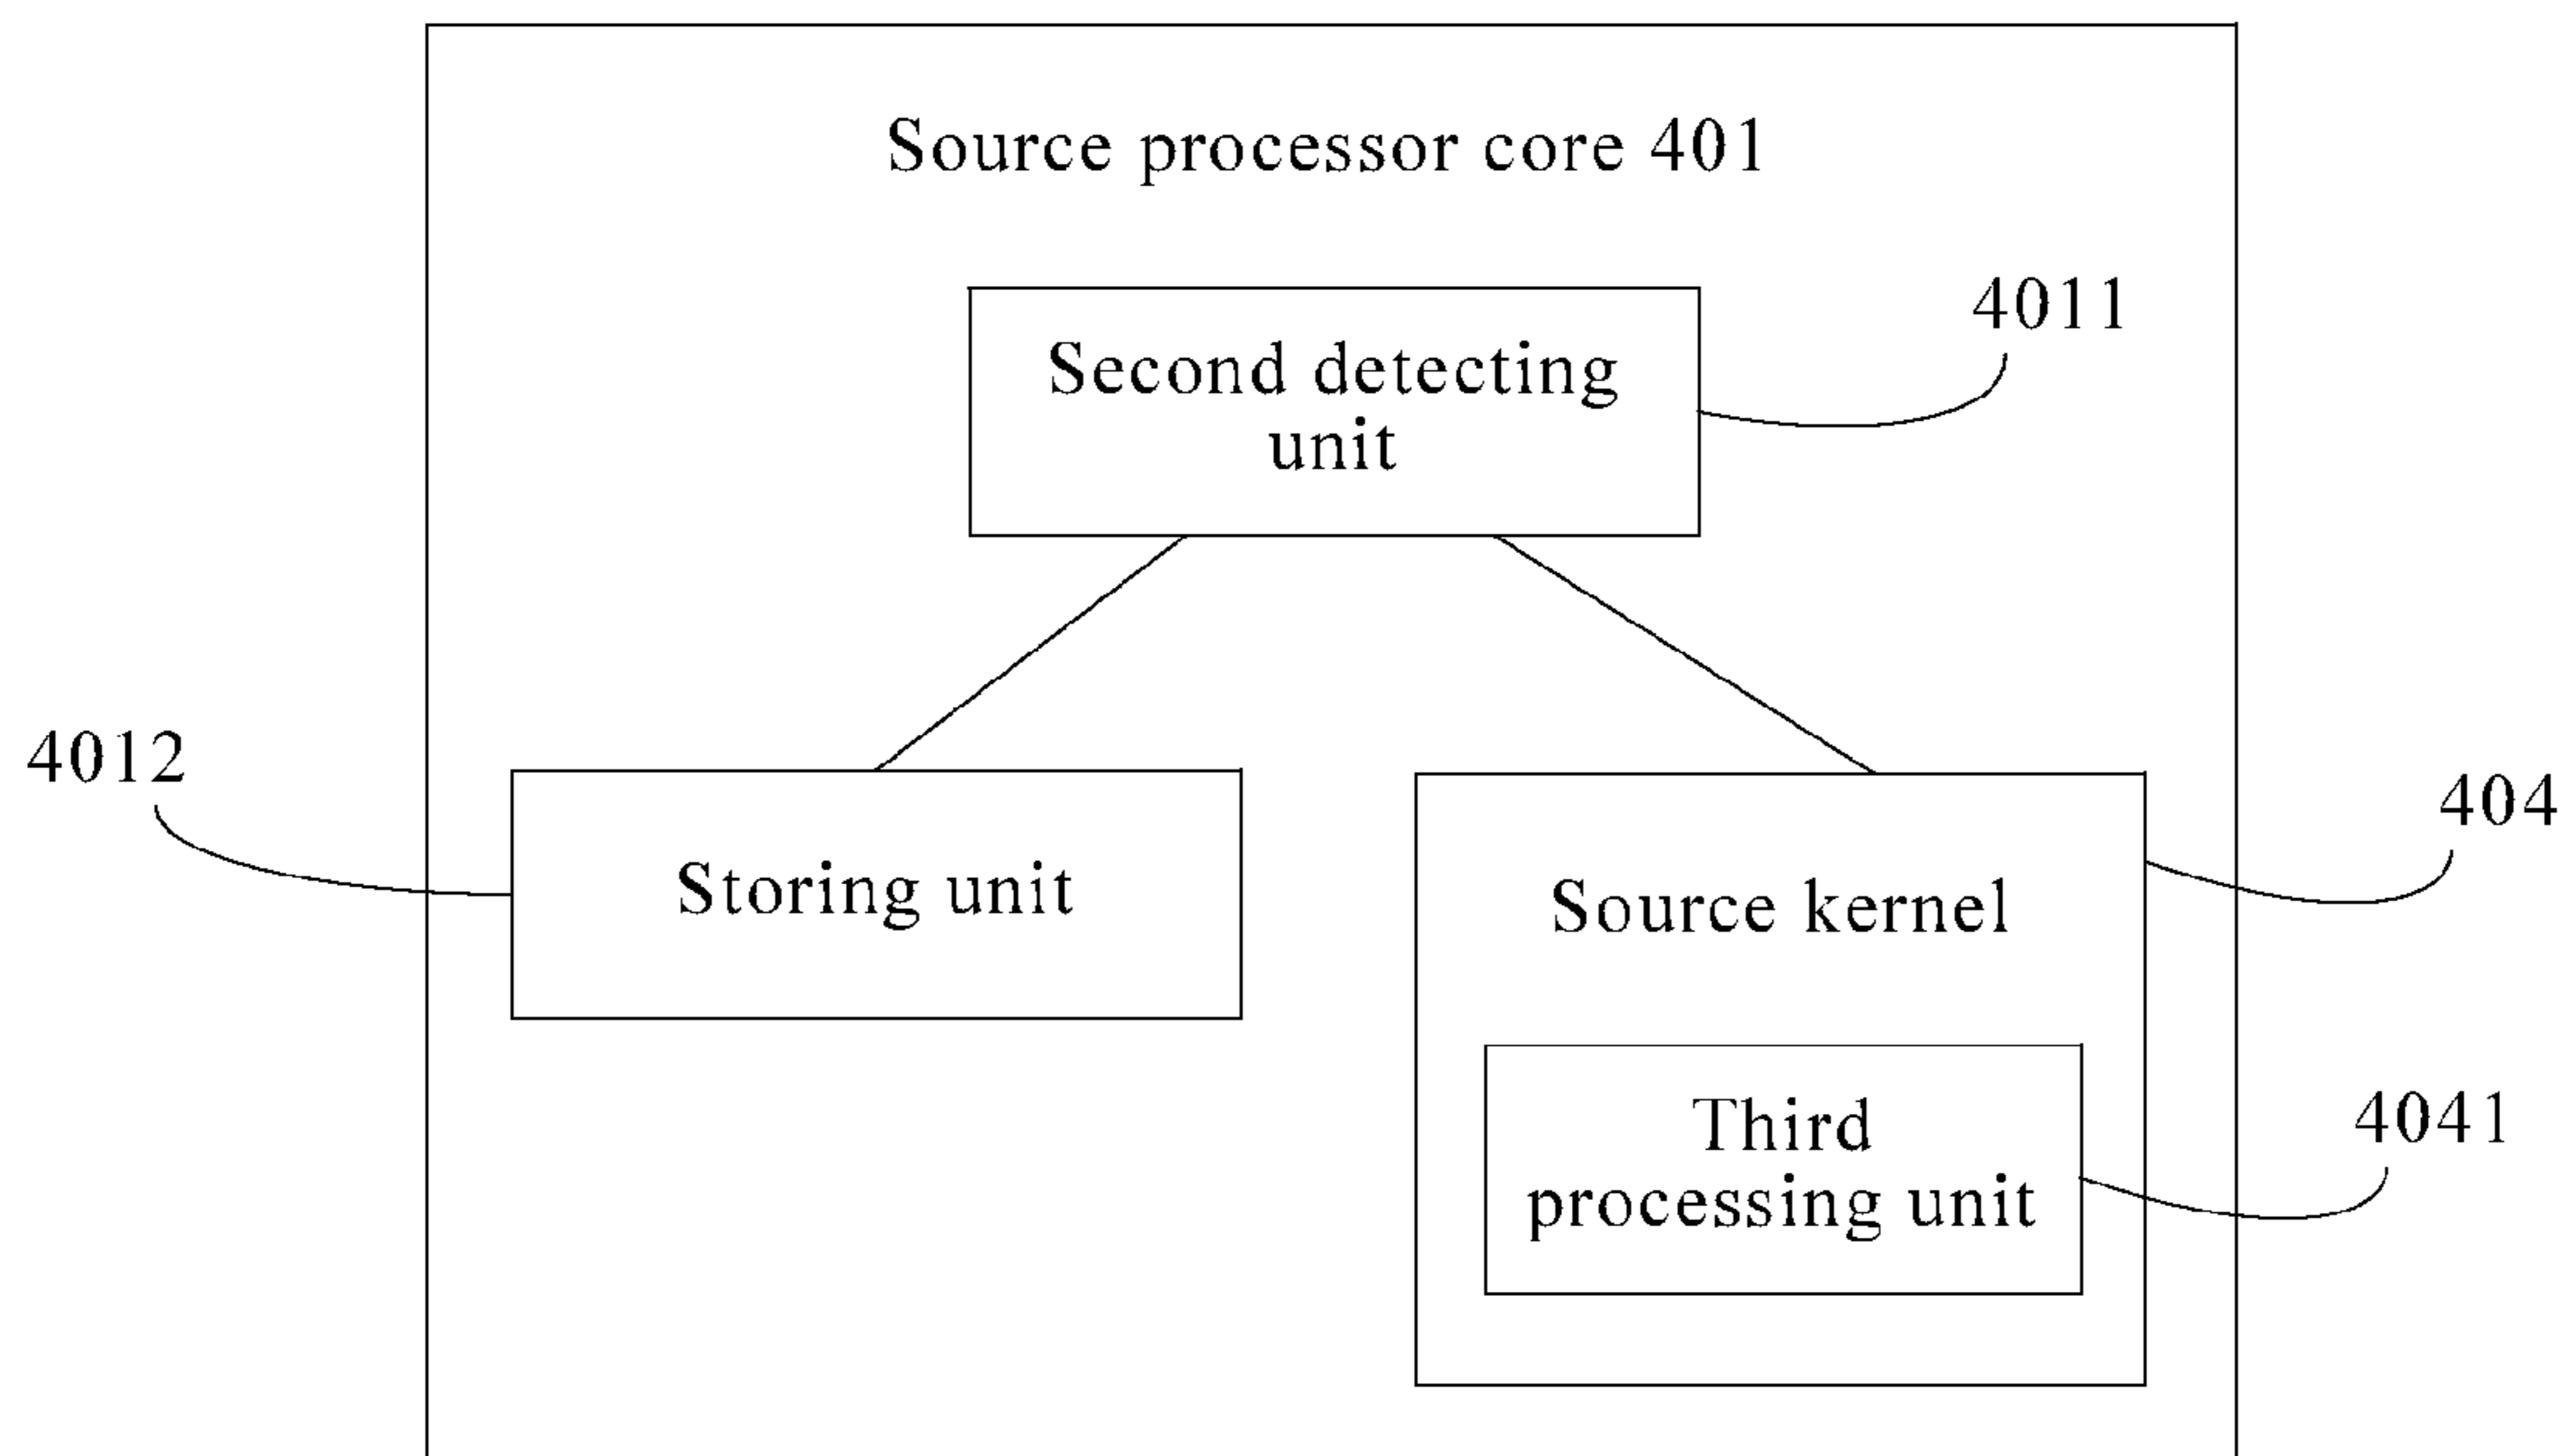 Source processor core 401
4011
Second detecting
unit
4012
Storing unit
404
Source kernel
4041
Third
processing unit